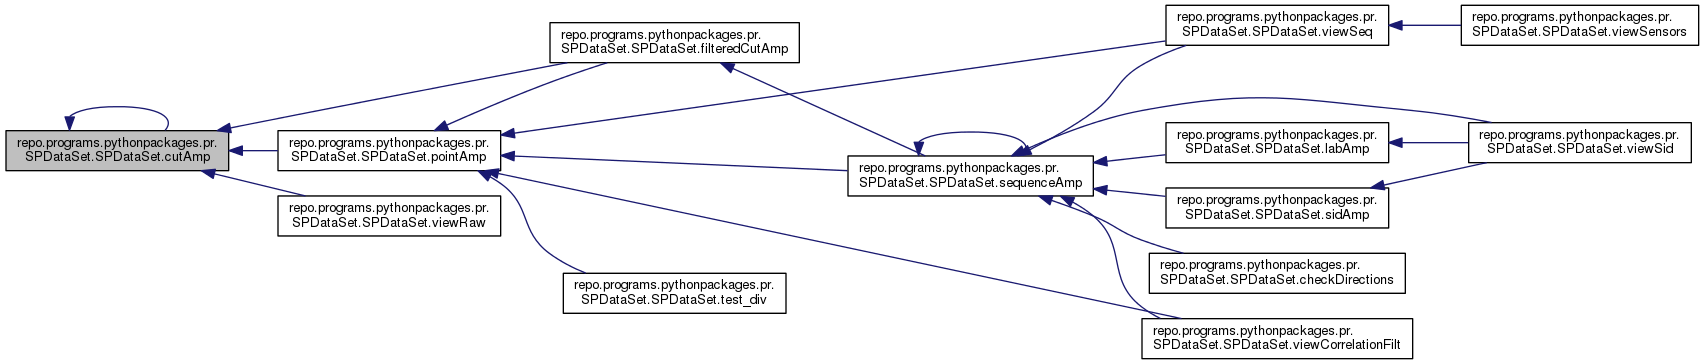 repo.programs.pythonpackages.pr.
SPDataSet.SPDataSet.cutAmp
repo.programs.pythonpackages.pr.
SPDataSet.SPDataSet.filteredCutAmp
repo.programs.pythonpackages.pr.
SPDataSet.SPDataSet.pointAmp
repo.programs.pythonpackages.pr.
SPDataSet.SPDataSet.viewRaw
repo.programs.pythonpackages.pr.
SPDataSet.SPDataSet.test_div
repo.programs.pythonpackages.pr.
SPDataSet.SPDataSet.sequenceAmp
repo.programs.pythonpackages.pr.
SPDataSet.SPDataSet.viewSeq
repo.programs.pythonpackages.pr.
SPDataSet.SPDataSet.labAmp
repo.programs.pythonpackages.pr.
SPDataSet.SPDataSet.sidAmp
repo.programs.pythonpackages.pr.
SPDataSet.SPDataSet.checkDirections
repo.programs.pythonpackages.pr.
SPDataSet.SPDataSet.viewCorrelationFilt
repo.programs.pythonpackages.pr.
SPDataSet.SPDataSet.viewSensors
repo.programs.pythonpackages.pr.
SPDataSet.SPDataSet.viewSid